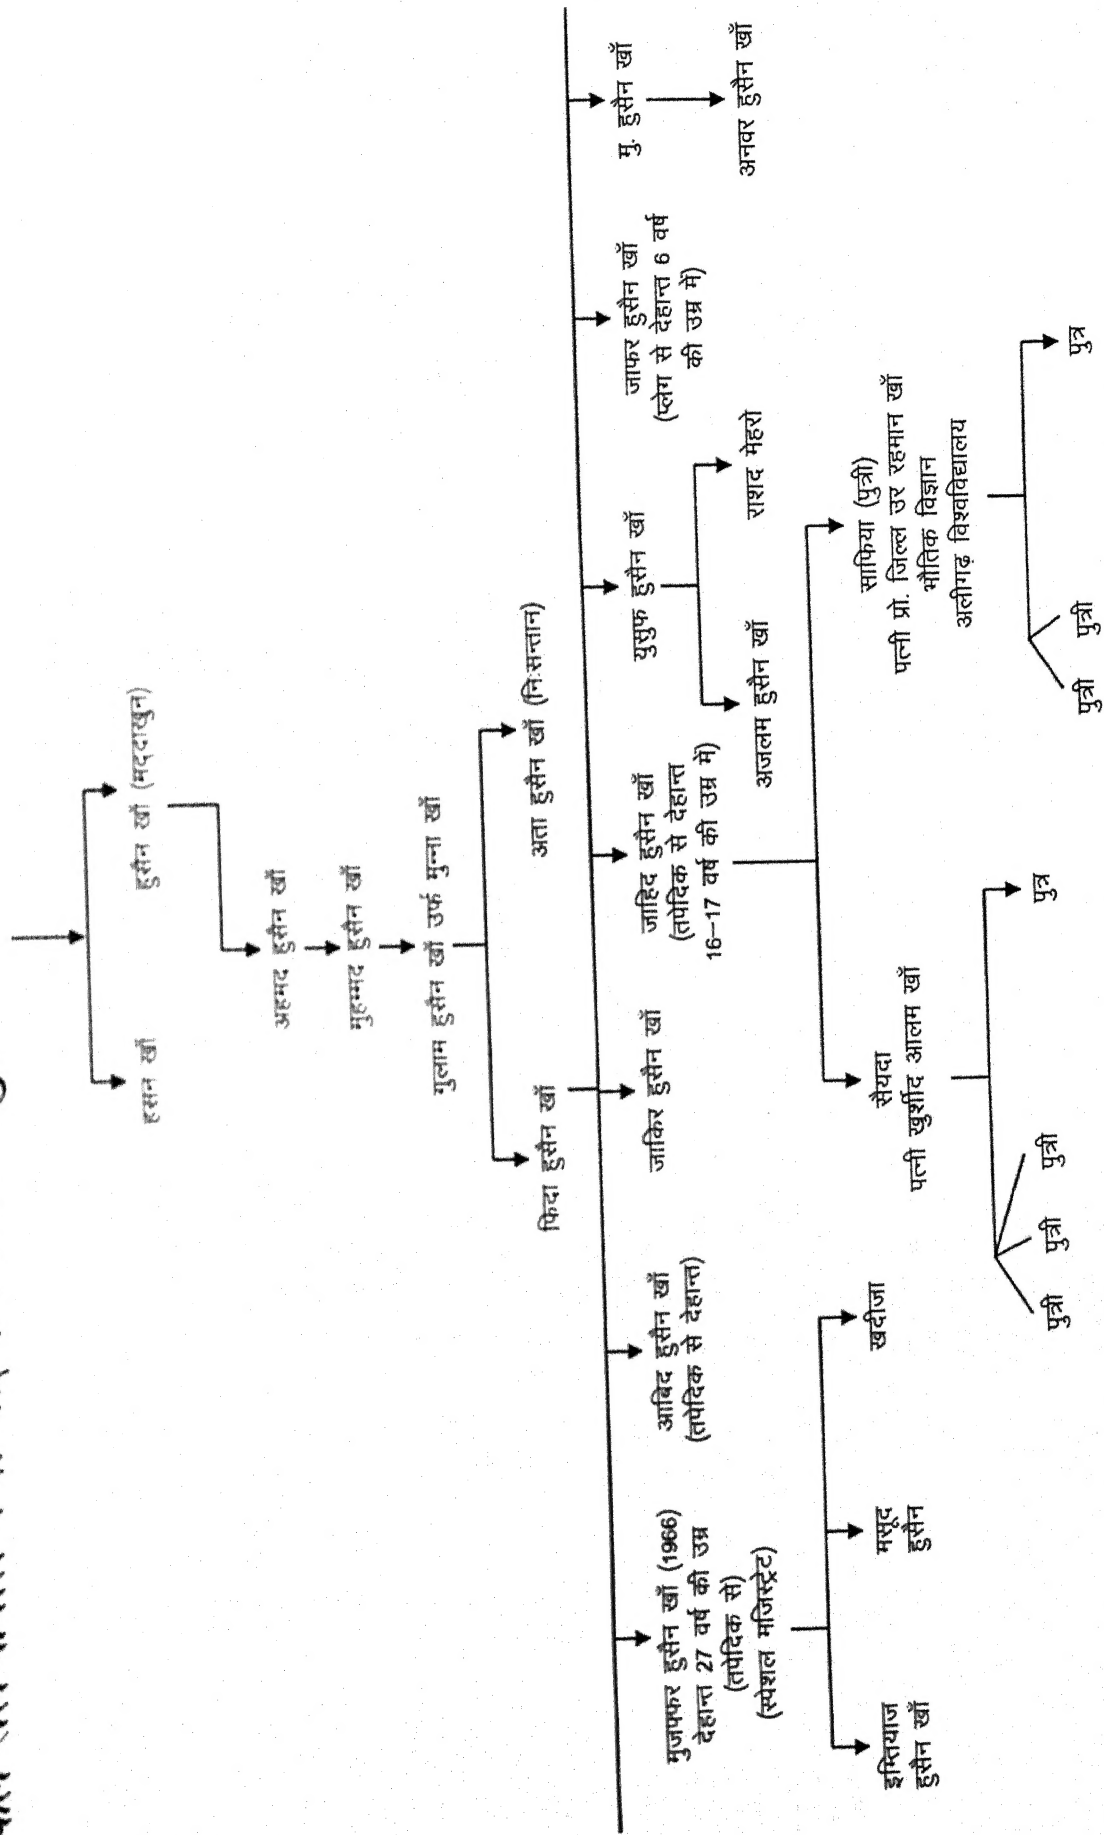 हसन खाँ
हुसैन खाँ (मद्दाखुन)
अहमद हुसैन खाँ
मुहम्मद हुसैन खाँ
गुलाम हुसैन खाँ उर्फ मुन्ना खाँ
फिदा हुसैन खाँ
अता हुसैन खाँ (निःसन्तान)
मुजफ्फर हुसैन खाँ (1966)
देहान्त 27 वर्ष की उम्र
(तपेदिक से)
(स्पेशल मजिस्ट्रेट)
आबिद हुसैन खाँ
(तपेदिक से देहान्त)
जाकिर हुसैन खाँ
जाहिद हुसैन खाँ
(तपेदिक से देहान्त
16–17 वर्ष की उम्र में)
युसुफ हुसैन खाँ
जाफर हुसैन खाँ
(प्लेग से देहान्त 6 वर्ष
की उम्र में)
मु. हुसैन खाँ
इम्तियाज
हुसैन खाँ
मसूद
हुसैन
खदीजा
अजलम हुसैन खाँ
राशद मेहरो
अनवर हुसैन खाँ
सैयदा
पत्नी खुर्शीद आलम खाँ
साफिया (पुत्री)
पत्नी प्रो. जिल्ल उर रहमान खाँ
भौतिक विज्ञान
अलीगढ़ विश्वविद्यालय
पुत्री
पुत्री
पुत्री
पुत्र
पुत्री
पुत्री
पुत्र